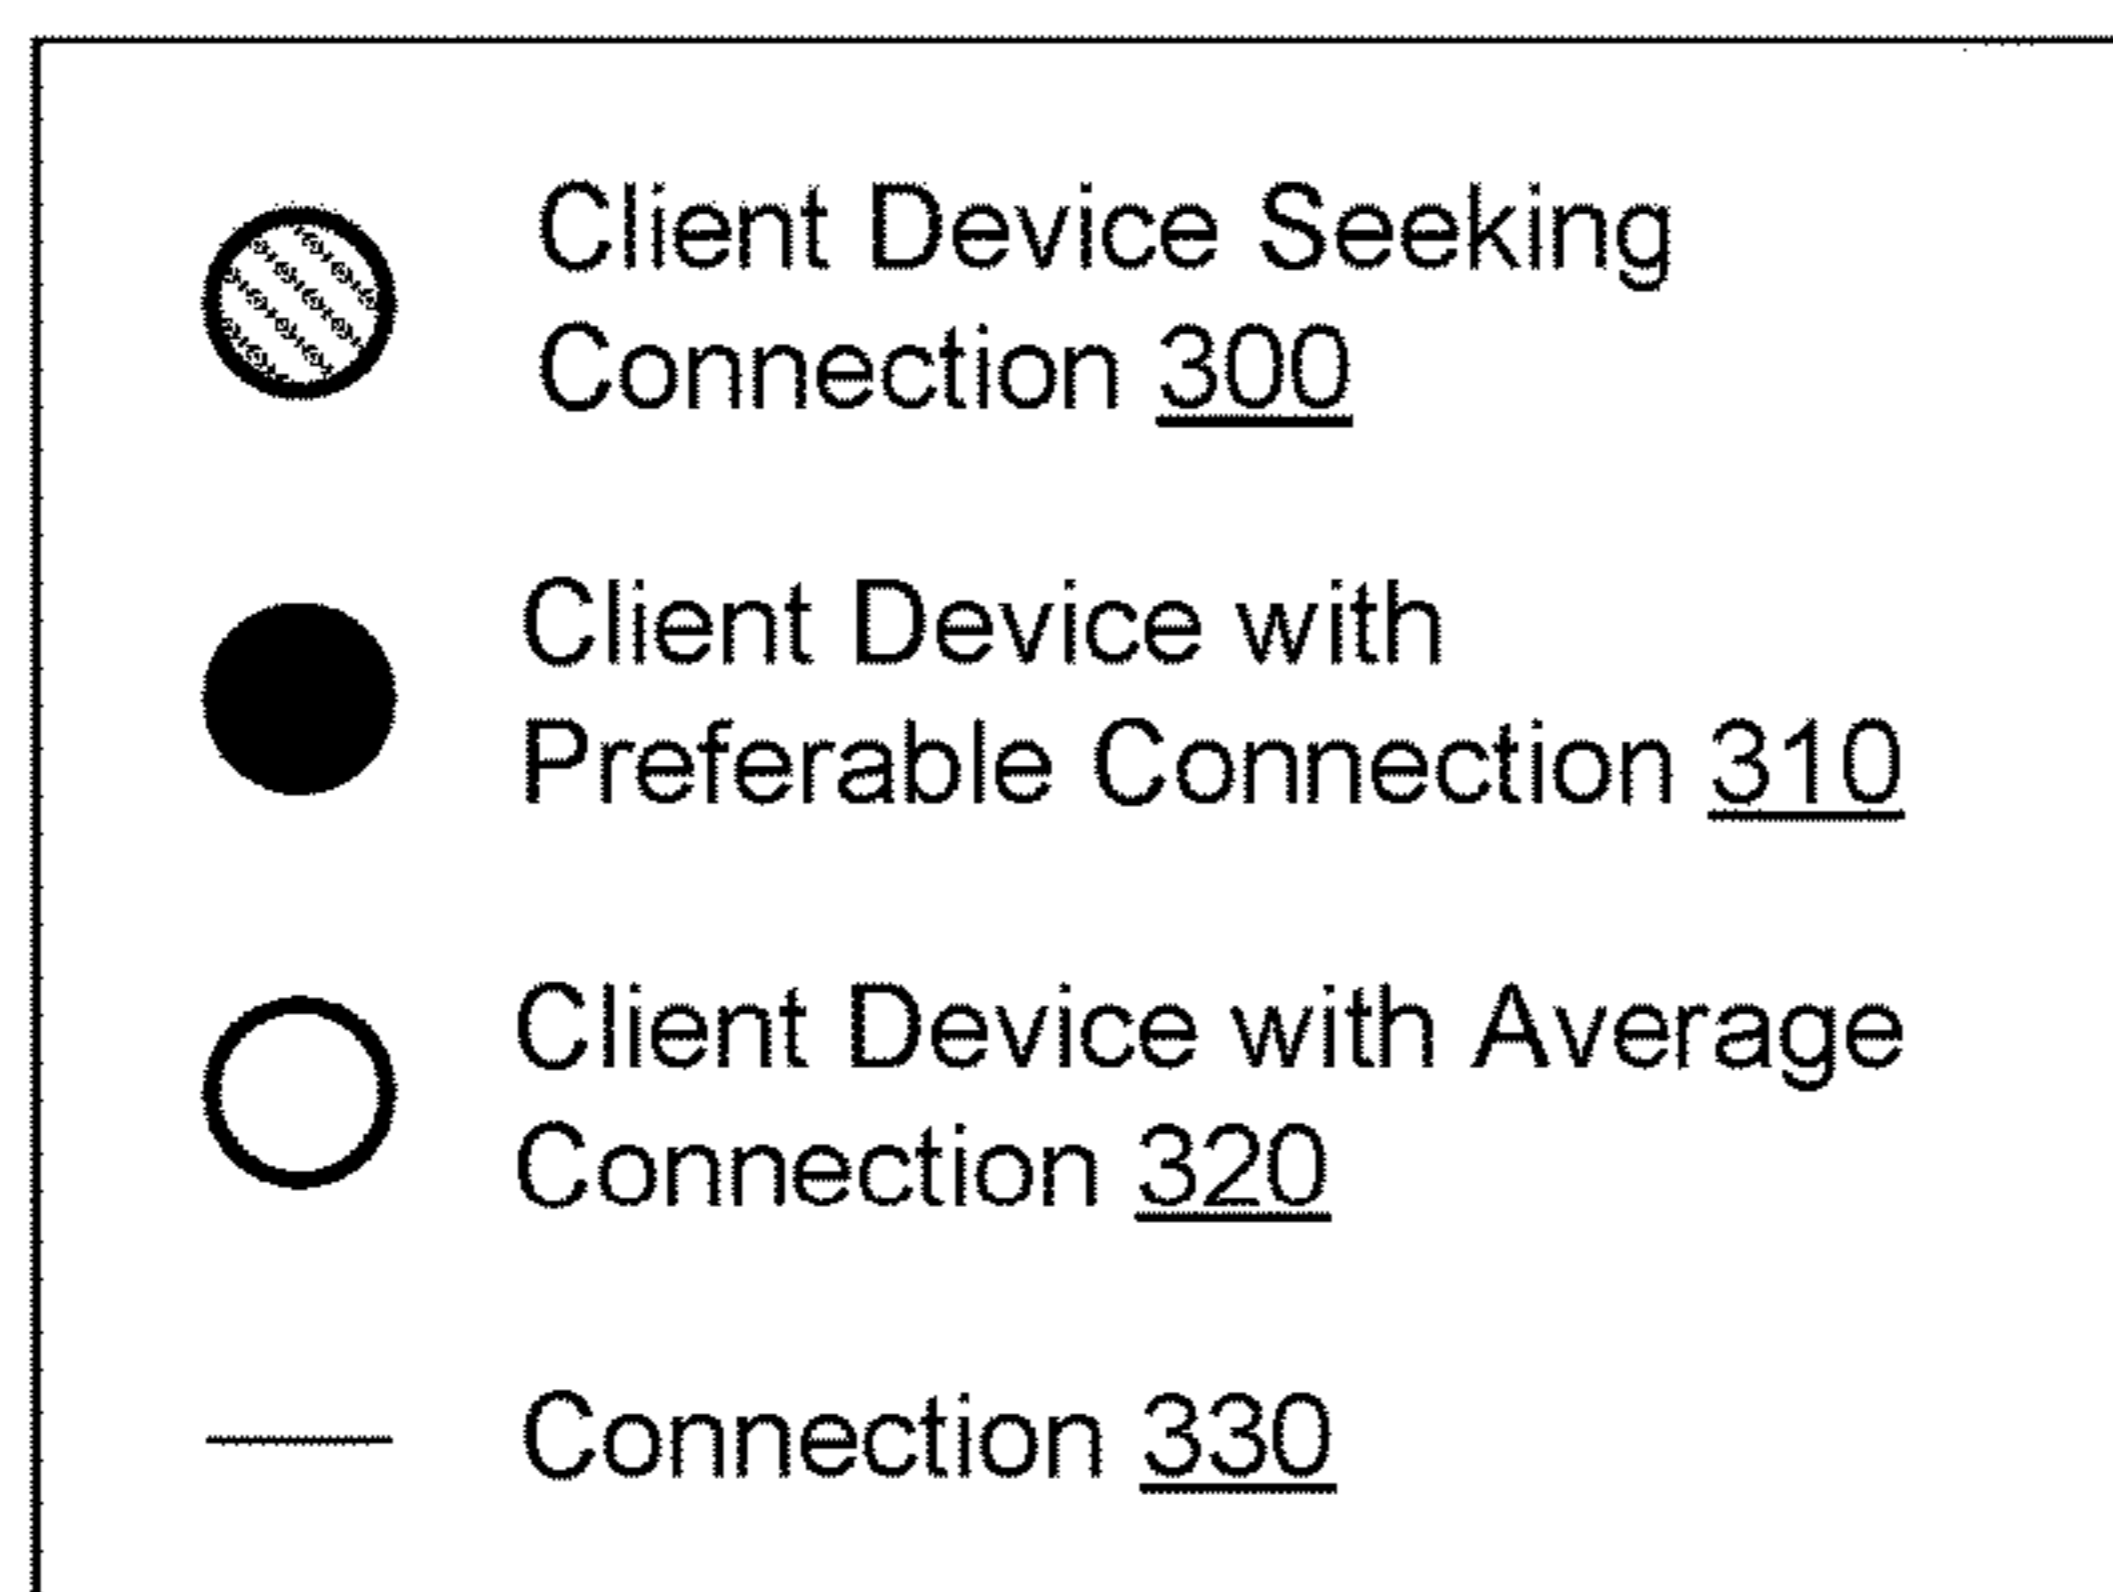 Client Device Seeking
Connection 300
Client Device with
Preferable Connection 310
Client Device with Average
Connection 320
Connection 330